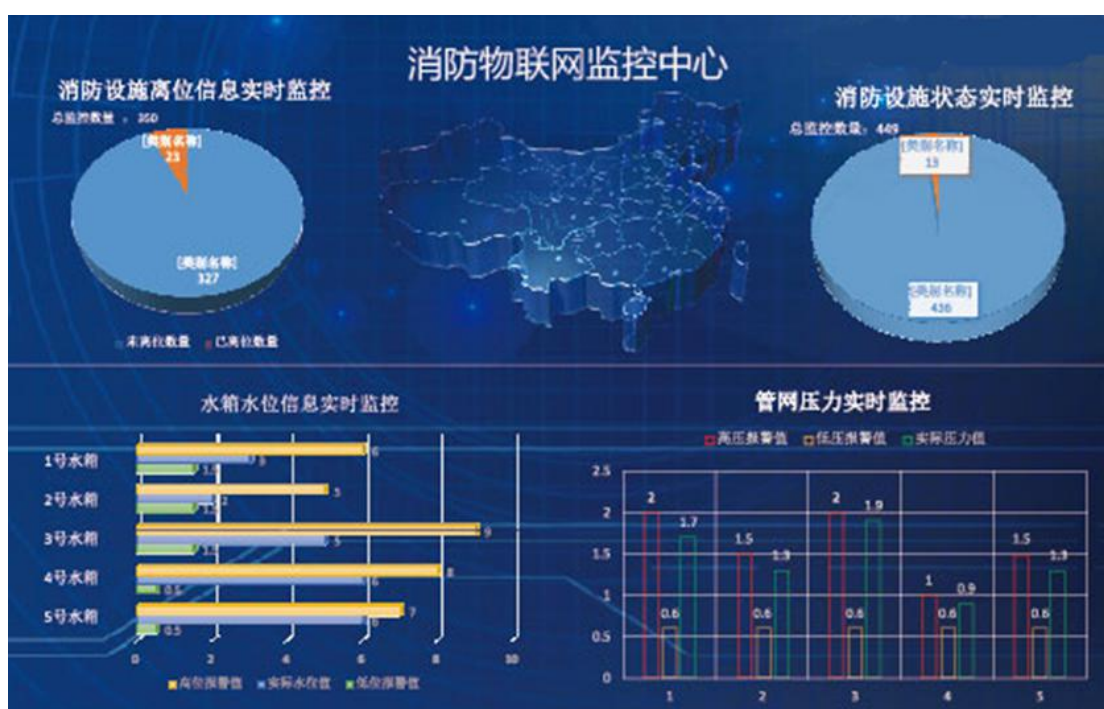 消防物联网监控中心
消防设施离位信息实时监控
总监控数量 ：350
[类别名称]
23
[类别名称]
327
未离位数量 已离位数量
消防设施状态实时监控
总监控数量：449
[类别名称]
13
[类别名称]
436
水箱水位信息实时监控
1号水箱 6 3 1.5
2号水箱 5 2 1.5
3号水箱 9 5 1.5
4号水箱 8 6 0.5
5号水箱 7 6 0.5
0 2 4 6 8 10
高位报警值 实际水位值 低位报警值
管网压力实时监控
高压报警值 低压报警值 实际压力值
2.5
2
1.5
1
0.5
0
2 0.6 1.7
1.5 0.6 1.3
2 0.6 1.9
1 0.6 0.9
1.5 0.6 1.3
1 2 3 4 5